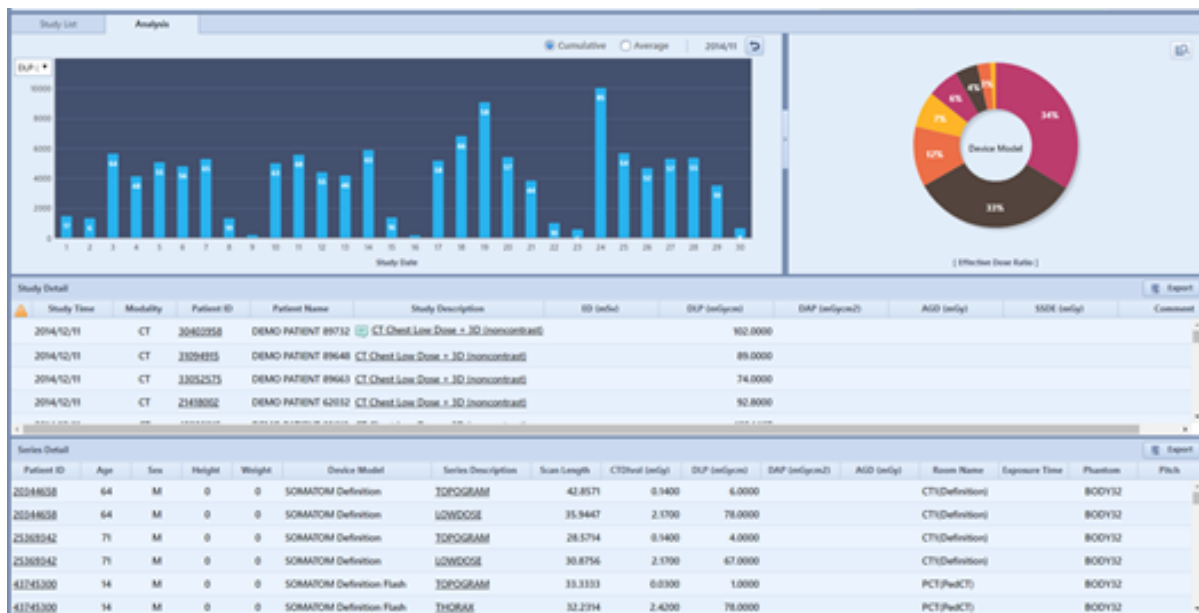 Study List Analysis
Cumulative Average 2014/11
DLP (
10000
8000
6000
4000
2000
0
1 2 3 4 5 6 7 8 9 10 11 12 13 14 15 16 17 18 19 20 21 22 23 24 25 26 27 28 29 30
Study Date
34%
33%
12%
7%
6%
4%
Device Model
[ Effective Dose Ratio ]
Study Detail Export
Study Time Modality Patient ID Patient Name Study Description ED (mSv) DLP (mGycm) DAP (mGycm2) AGD (mGy) SSDE (mGy) Comment
2014/12/11 CT 30403958 DEMO PATIENT 89732 CT Chest Low Dose + 3D (noncontrast) 102.0000
2014/12/11 CT 31094915 DEMO PATIENT 89648 CT Chest Low Dose + 3D (noncontrast) 89.0000
2014/12/11 CT 33052575 DEMO PATIENT 89663 CT Chest Low Dose + 3D (noncontrast) 74.0000
2014/12/11 CT 21418002 DEMO PATIENT 62032 CT Chest Low Dose + 3D (noncontrast) 92.8000
Series Detail Export
Patient ID Age Sex Height Weight Device Model Series Description Scan Length CTDIvol (mGy) DLP (mGycm) DAP (mGycm2) AGD (mGy) Room Name Exposure Time Phantom Pitch
20344658 64 M 0 0 SOMATOM Definition TOPOGRAM 42.8571 0.1400 6.0000 CT1(Definition) BODY32
20344658 64 M 0 0 SOMATOM Definition LOWDOSE 35.9447 2.1700 78.0000 CT1(Definition) BODY32
25369342 71 M 0 0 SOMATOM Definition TOPOGRAM 28.5714 0.1400 4.0000 CT1(Definition) BODY32
25369342 71 M 0 0 SOMATOM Definition LOWDOSE 30.8756 2.1700 67.0000 CT1(Definition) BODY32
43745300 14 M 0 0 SOMATOM Definition Flash TOPOGRAM 33.3333 0.0300 1.0000 PCT(PedCT) BODY32
43745300 14 M 0 0 SOMATOM Definition Flash THORAX 32.2314 2.4200 78.0000 PCT(PedCT) BODY32